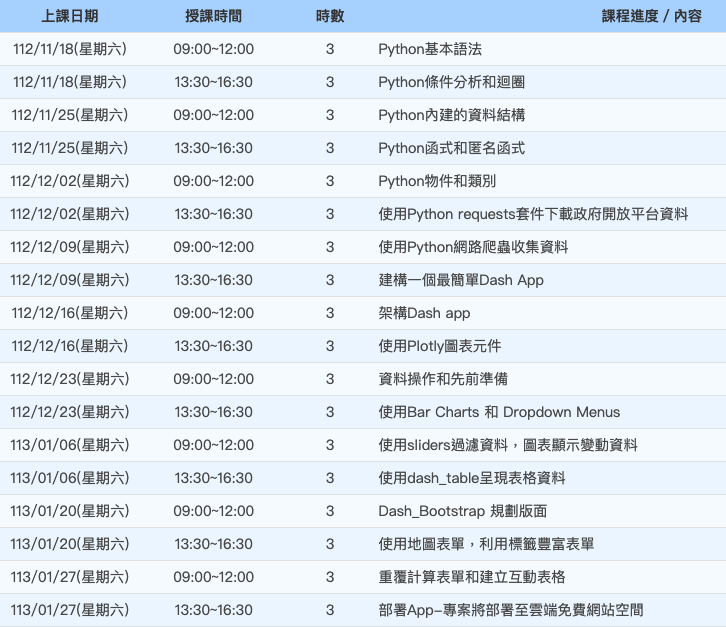 上課日期 授課時間 時數 課程進度 / 內容
112/11/18(星期六) 09:00~12:00 3 Python基本語法
112/11/18(星期六) 13:30~16:30 3 Python條件分析和迴圈
112/11/25(星期六) 09:00~12:00 3 Python內建的資料結構
112/11/25(星期六) 13:30~16:30 3 Python函式和匿名函式
112/12/02(星期六) 09:00~12:00 3 Python物件和類別
112/12/02(星期六) 13:30~16:30 3 使用Python requests套件下載政府開放平台資料
112/12/09(星期六) 09:00~12:00 3 使用Python網路爬蟲收集資料
112/12/09(星期六) 13:30~16:30 3 建構一個最簡單Dash App
112/12/16(星期六) 09:00~12:00 3 架構Dash app
112/12/16(星期六) 13:30~16:30 3 使用Plotly圖表元件
112/12/23(星期六) 09:00~12:00 3 資料操作和先前準備
112/12/23(星期六) 13:30~16:30 3 使用Bar Charts 和 Dropdown Menus
113/01/06(星期六) 09:00~12:00 3 使用sliders過濾資料，圖表顯示變動資料
113/01/06(星期六) 13:30~16:30 3 使用dash_table呈現表格資料
113/01/20(星期六) 09:00~12:00 3 Dash_Bootstrap 規劃版面
113/01/20(星期六) 13:30~16:30 3 使用地圖表單，利用標籤豐富表單
113/01/27(星期六) 09:00~12:00 3 重覆計算表單和建立互動表格
113/01/27(星期六) 13:30~16:30 3 部署App–專案將部署至雲端免費網站空間